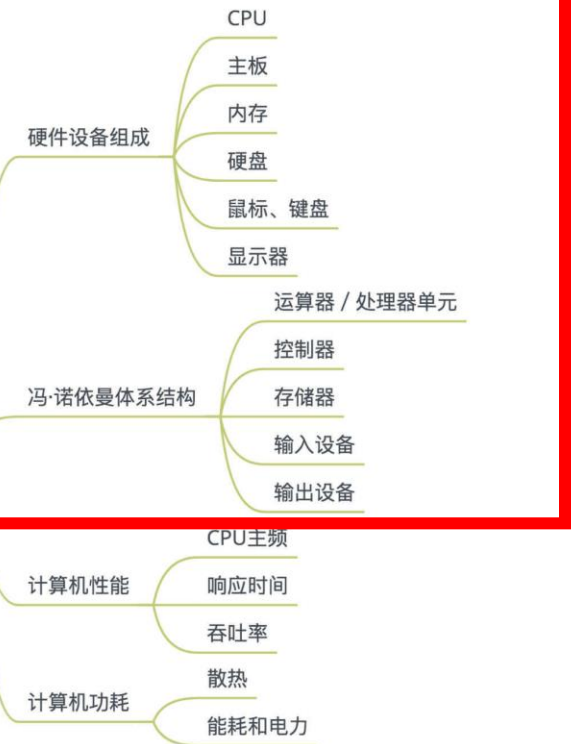 CPU
主板
内存
硬件设备组成
硬盘
鼠标、键盘
显示器
运算器 / 处理器单元
控制器
冯·诺依曼体系结构
存储器
输入设备
输出设备
CPU主频
计算机性能
响应时间
吞吐率
散热
计算机功耗
能耗和电力